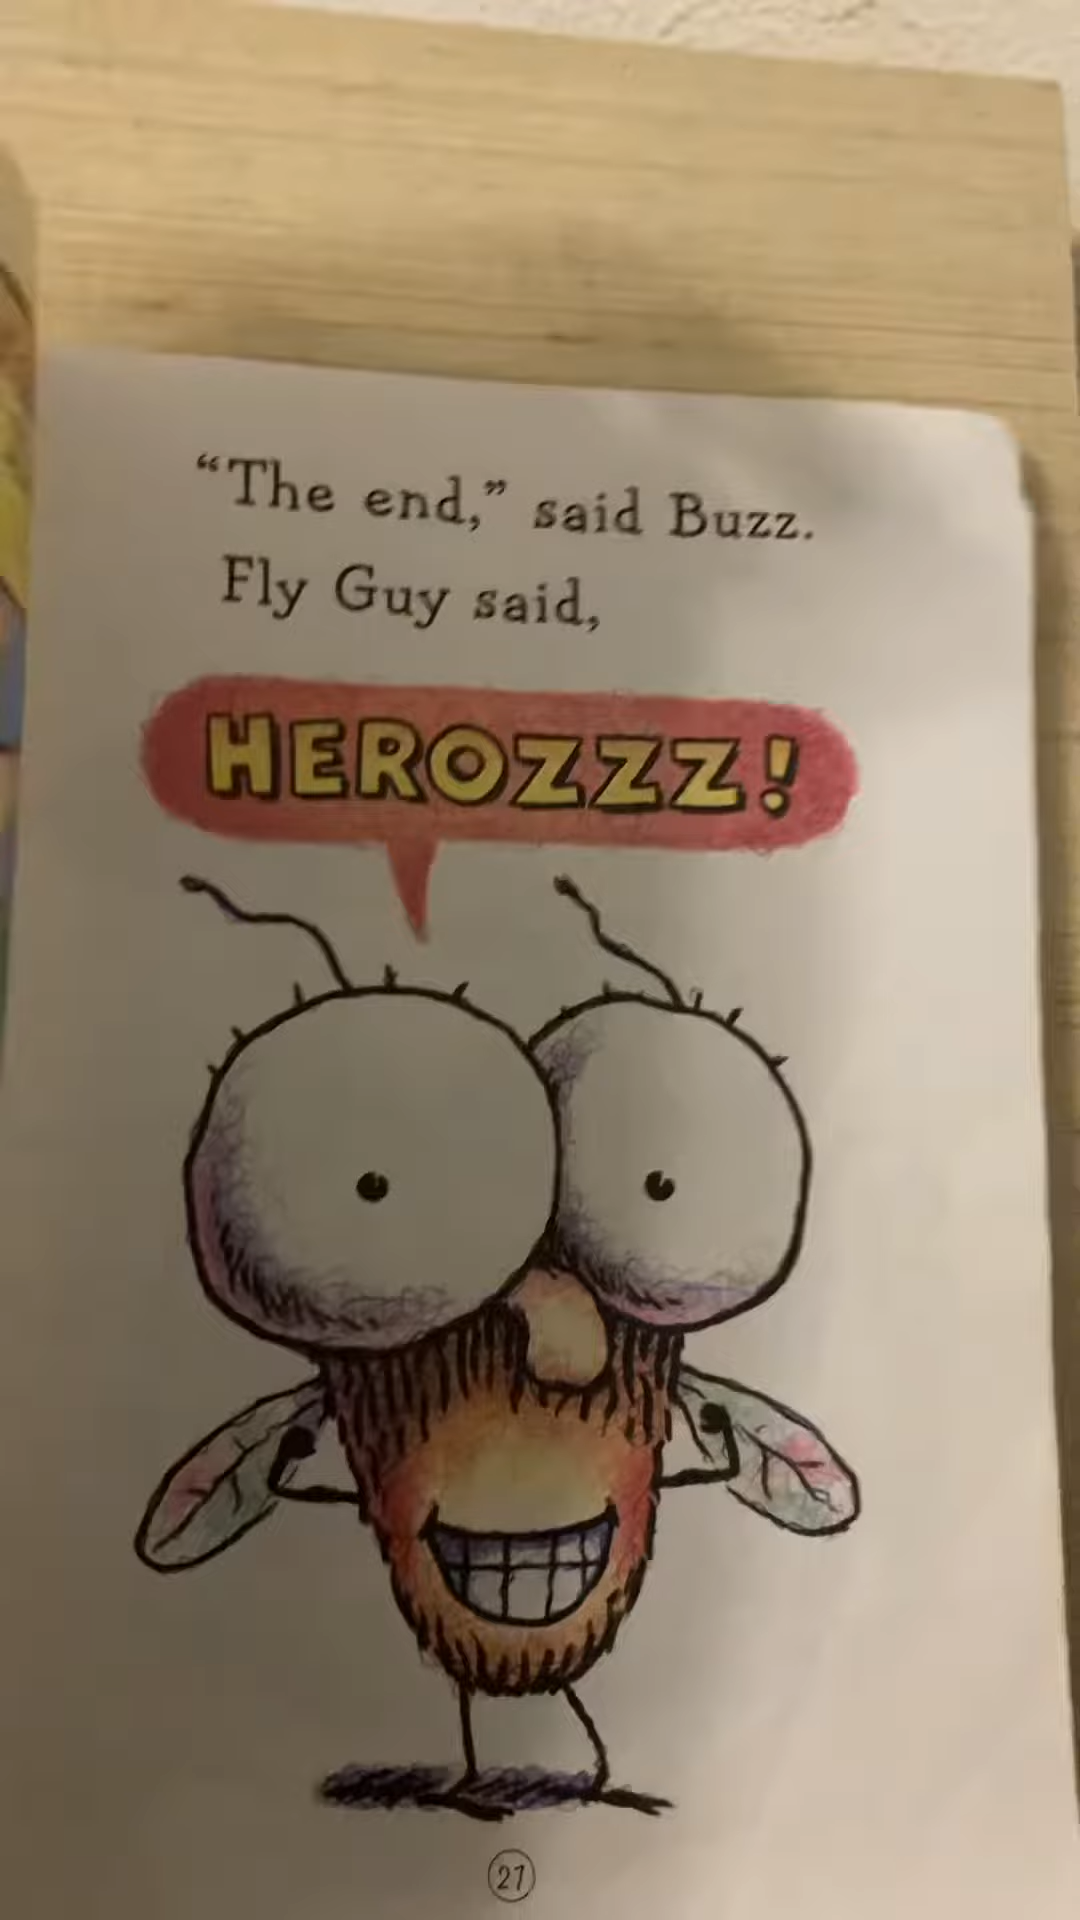 “The end,” said Buzz.
Fly Guy said,
HEROZZZ!
27